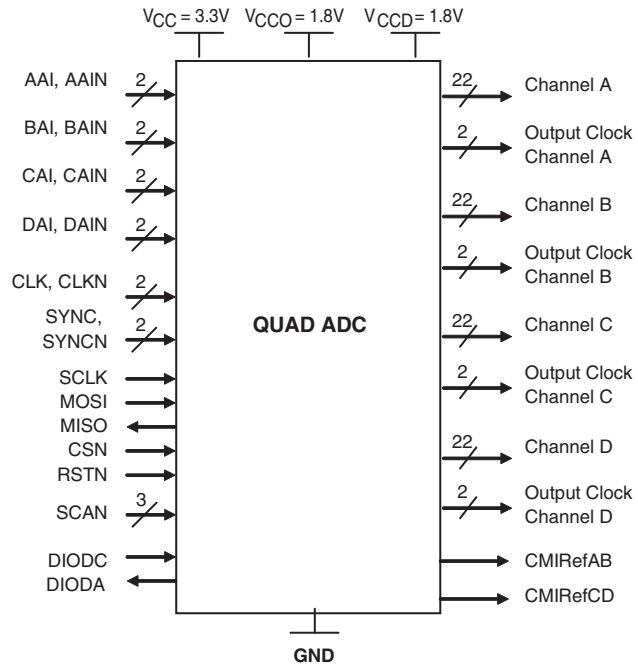 VCC = 3.3V VCCO = 1.8V VCCD = 1.8V
AAI, AAIN 2
BAI, BAIN 2
CAI, CAIN 2
DAI, DAIN 2
CLK, CLKN 2
SYNC,
SYNCN 2
SCLK
MOSI
MISO
CSN
RSTN
SCAN 3
DIODC
DIODA
QUAD ADC
22 Channel A
2 Output Clock
Channel A
22 Channel B
2 Output Clock
Channel B
22 Channel C
2 Output Clock
Channel C
22 Channel D
2 Output Clock
Channel D
CMIRefAB
CMIRefCD
GND